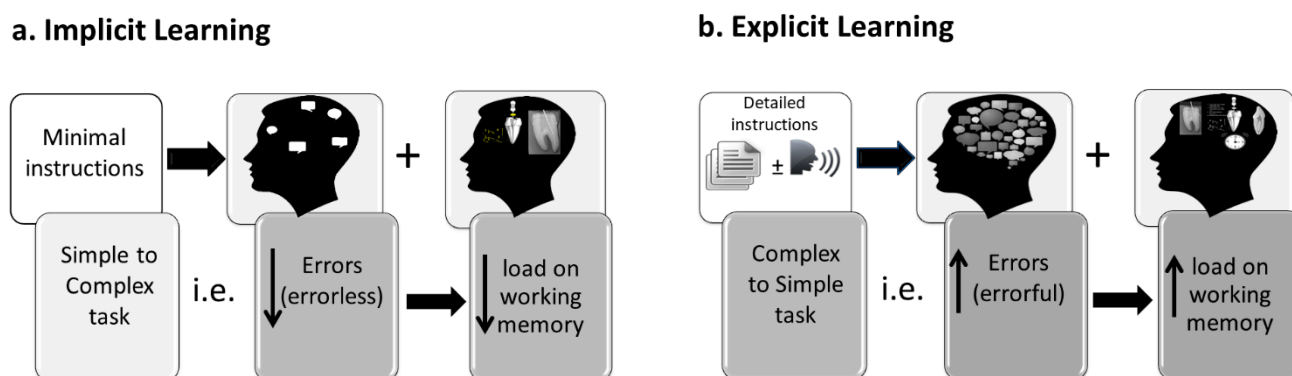 a. Implicit Learning
Minimal
instructions
+
Simple to
Complex
task
i.e.
Errors
(errorless)
load on
working
memory
b. Explicit Learning
Detailed
instructions
±
+
Complex
to Simple
task
i.e.
Errors
(errorful)
load on
working
memory